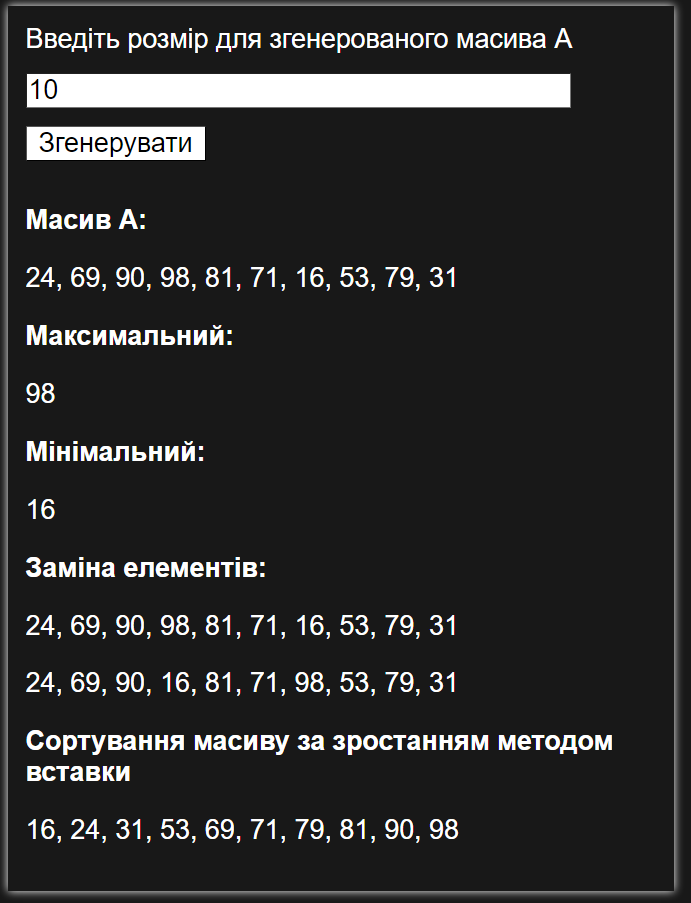 Введіть розмір для згенерованого масива А
10
Згенерувати
Масив А:
24, 69, 90, 98, 81, 71, 16, 53, 79, 31
Максимальний:
98
Мінімальний:
16
Заміна елементів:
24, 69, 90, 98, 81, 71, 16, 53, 79, 31
24, 69, 90, 16, 81, 71, 98, 53, 79, 31
Сортування масиву за зростанням методом
вставки
16, 24, 31, 53, 69, 71, 79, 81, 90, 98